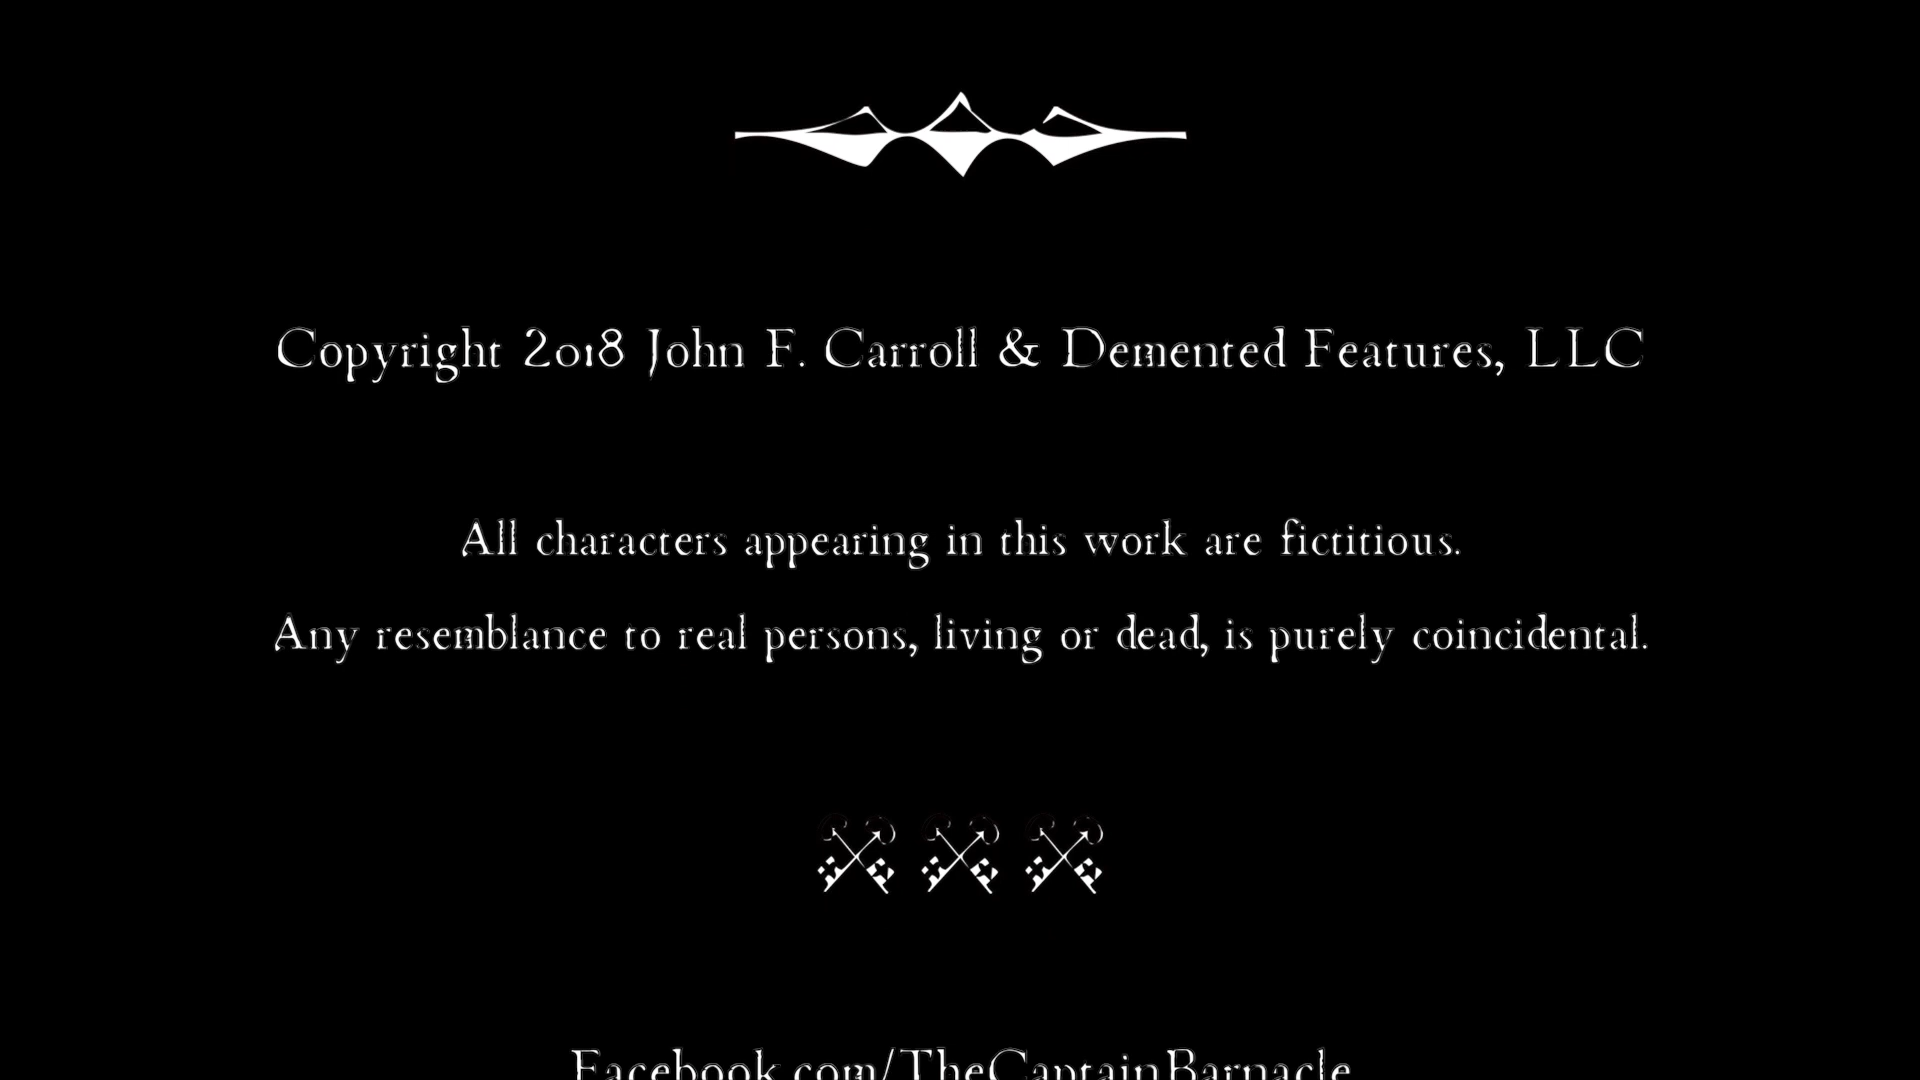 Copyright 2018 John F. Carroll & Demented Features, LLC
All characters appearing in this work are fictitious.
Any resemblance to real persons, living or dead, is purely coincidental.
Facebook.com/TheCaptainBarnacle